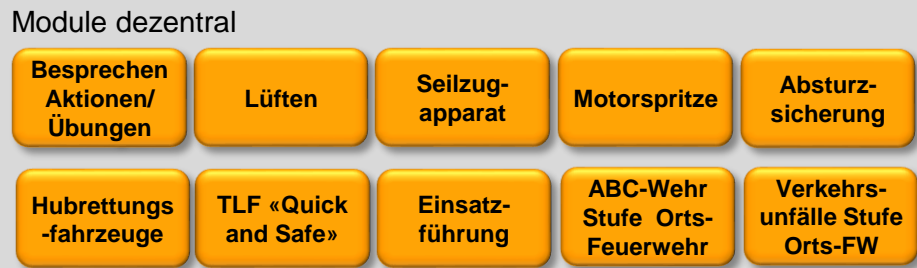 Module dezentral
Besprechen
Aktionen/
Übungen
Lüften
Seilzug-
apparat
Motorspritze
Absturz-
sicherung
Hubrettungs
-fahrzeuge
TLF «Quick
and Safe»
Einsatz-
führung
ABC-Wehr
Stufe Orts-
Feuerwehr
Verkehrs-
unfälle Stufe
Orts-FW